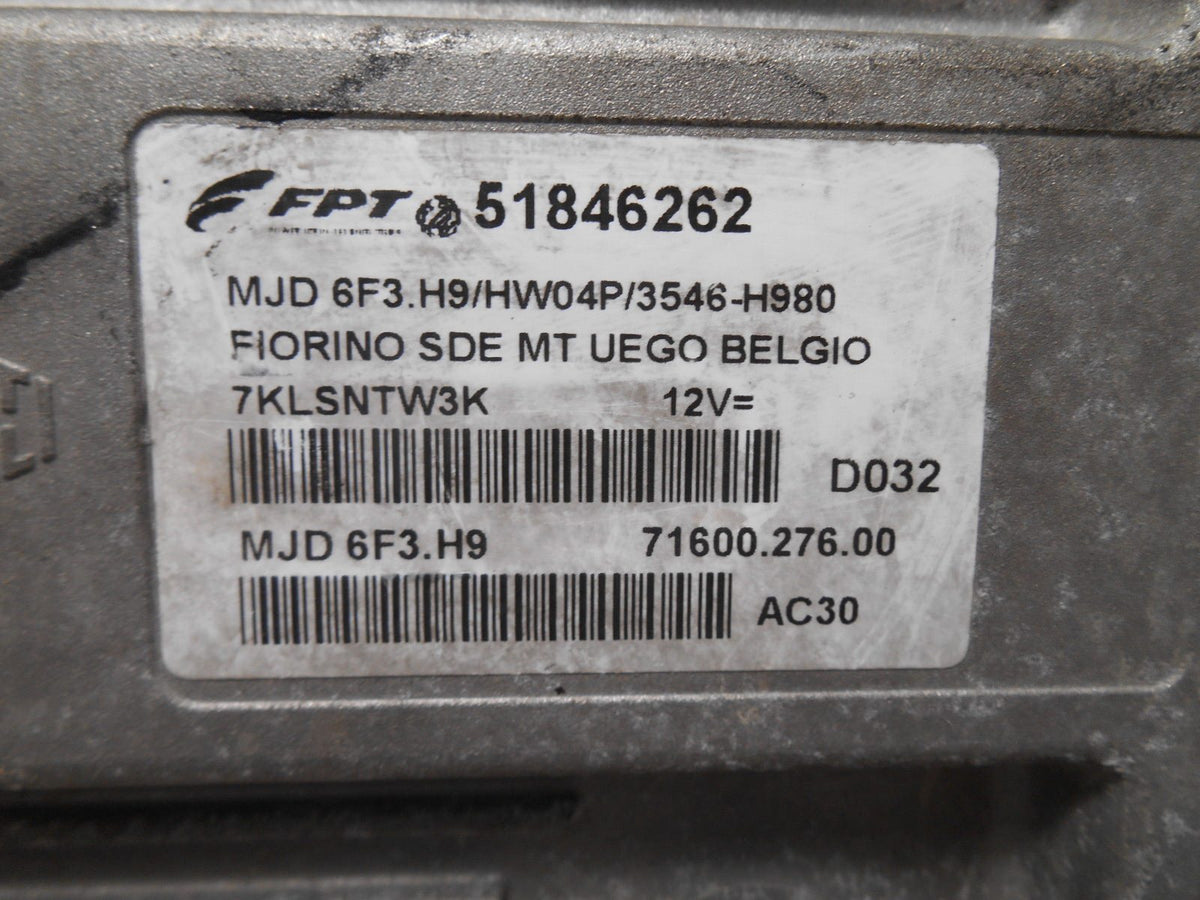 FPT 51846262
MJD 6F3.H9/HW04P/3546-H980
FIORINO SDE MT UEGO BELGIO
7KLSNTW3K 12V=
D032
MJD 6F3.H9 71600.276.00
AC30